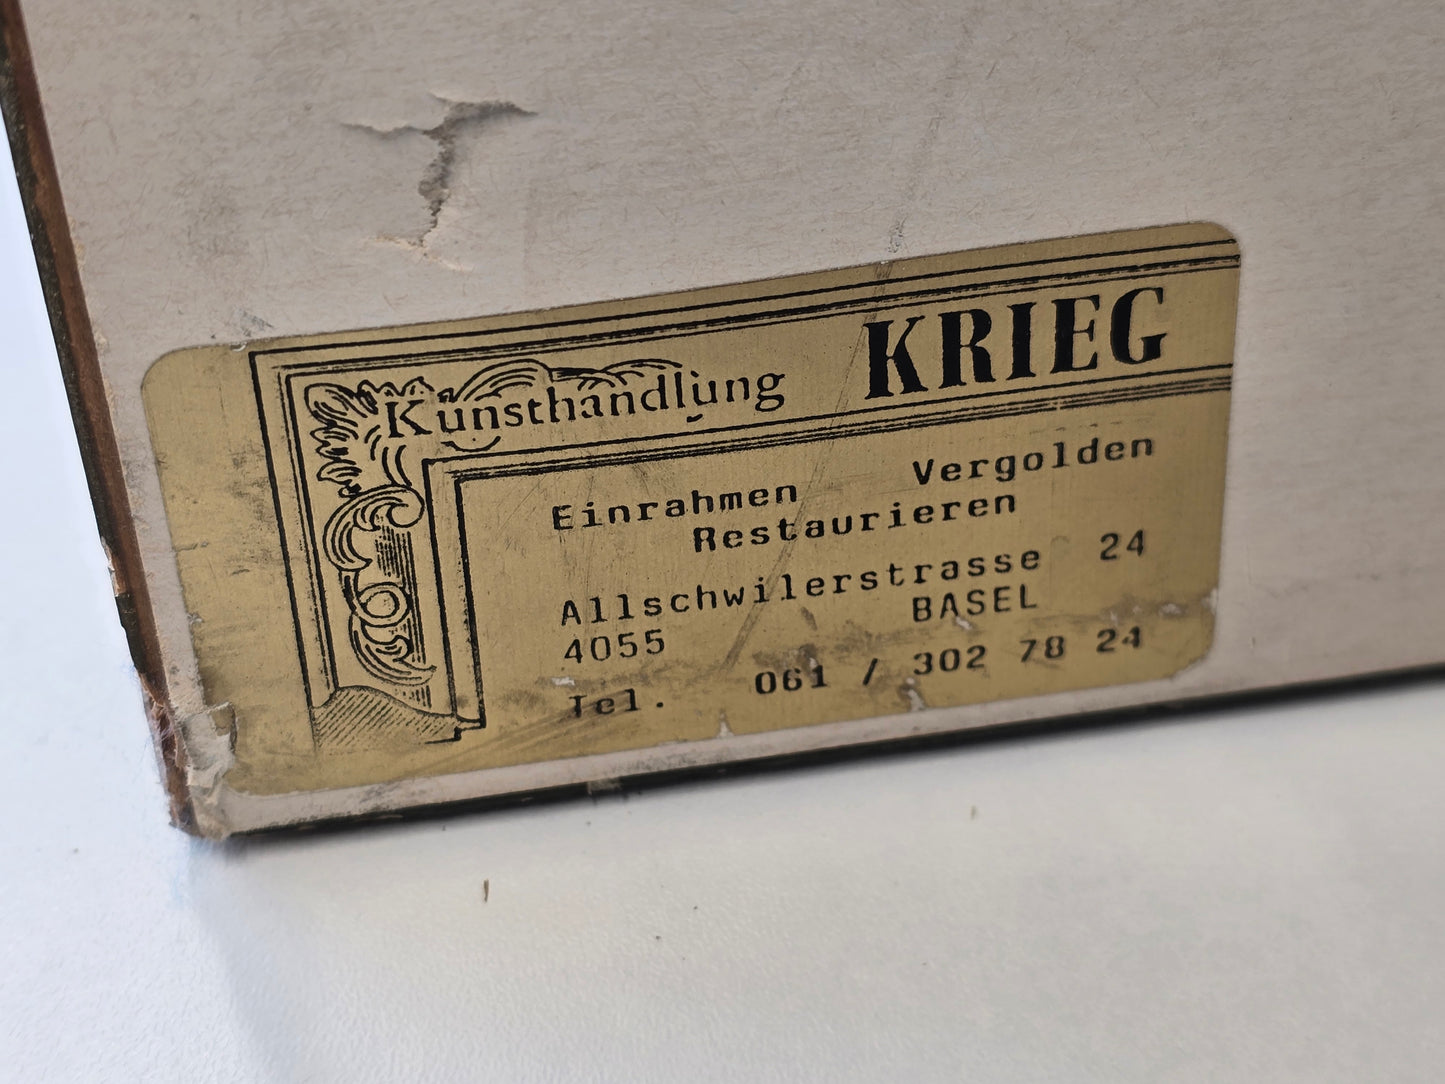 Kunsthandlung KRIEG
Einrahmen Vergolden
Restaurieren
Allschwilerstrasse 24
4055 BASEL
Tel. 061 / 302 78 24